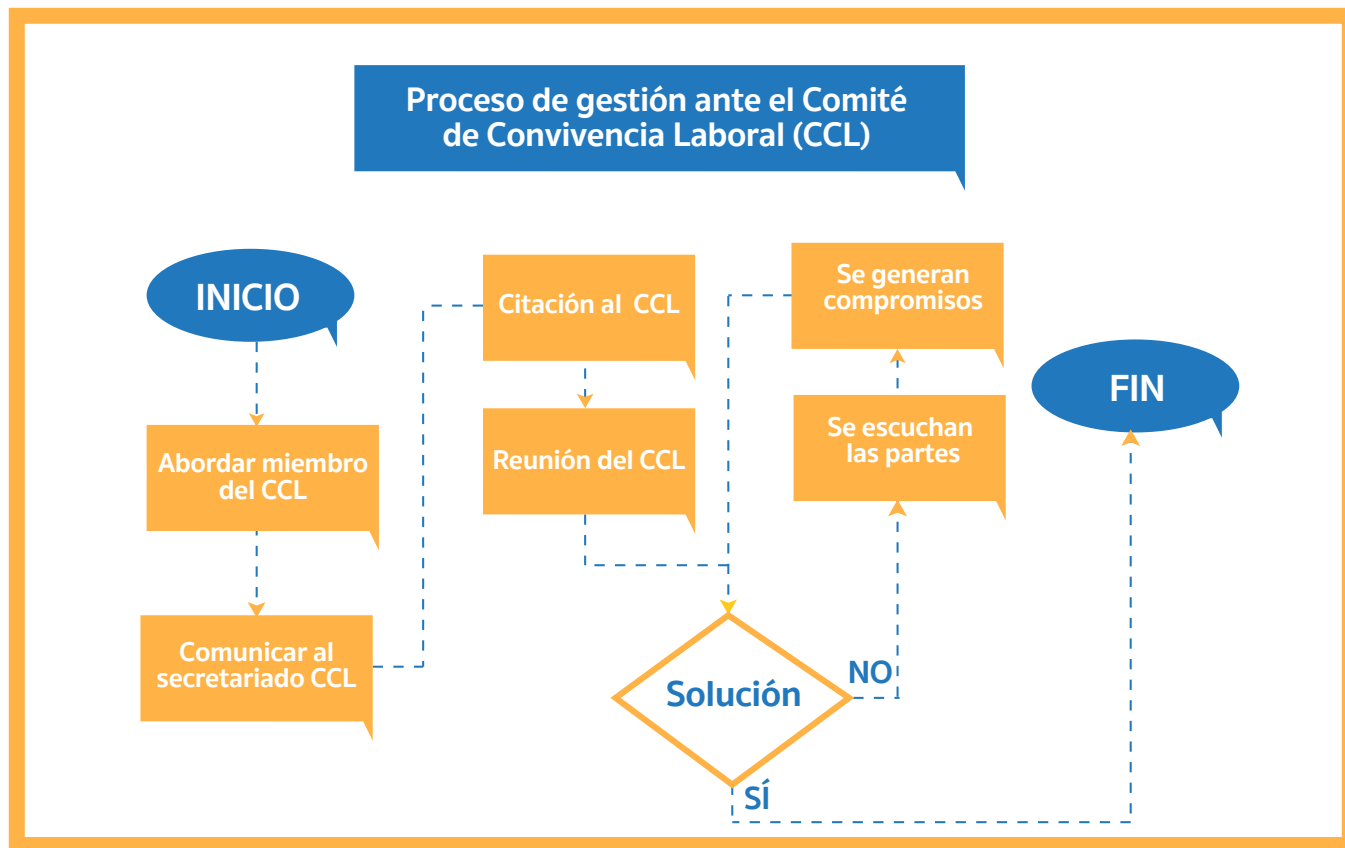 Proceso de gestión ante el Comité
de Convivencia Laboral (CCL)
INICIO
Abordar miembro
del CCL
Comunicar al
secretariado CCL
Citación al CCL
Reunión del CCL
Solución
NO
Se escuchan
las partes
Se generan
compromisos
SÍ
FIN